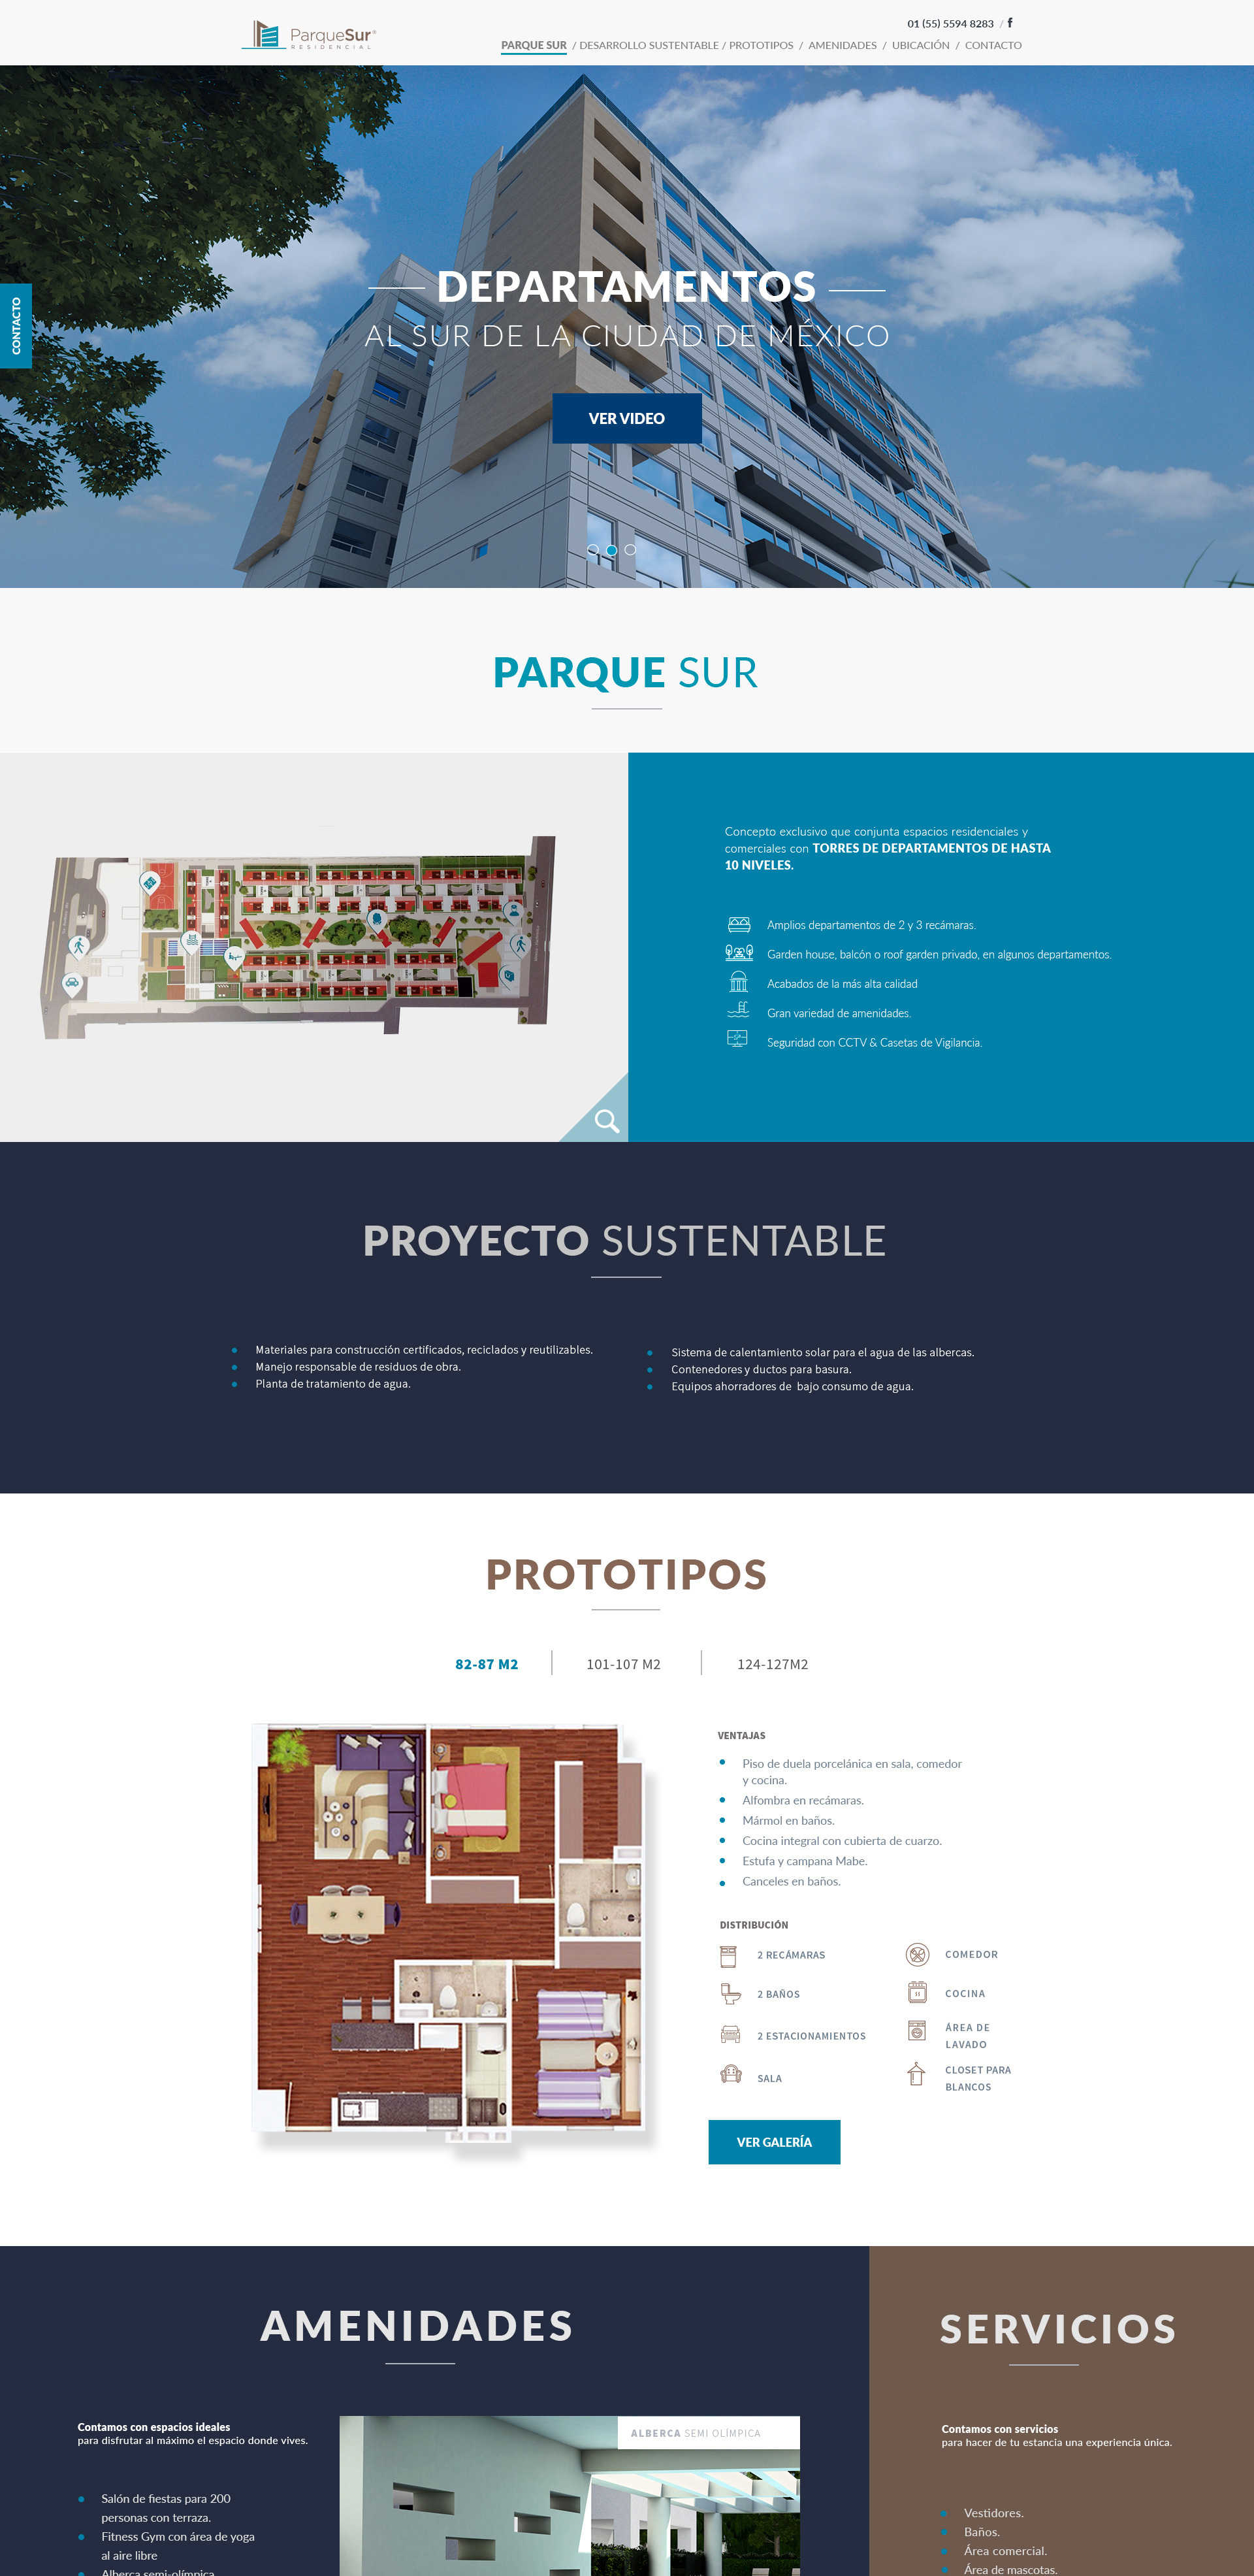 ParqueSur®
RESIDENCIAL
01 (55) 5594 8283 / f
PARQUE SUR / DESARROLLO SUSTENTABLE / PROTOTIPOS / AMENIDADES / UBICACIÓN / CONTACTO
CONTACTO
DEPARTAMENTOS
AL SUR DE LA CIUDAD DE MÉXICO
VER VIDEO
PARQUE SUR
Concepto exclusivo que conjunta espacios residenciales y
comerciales con TORRES DE DEPARTAMENTOS DE HASTA
10 NIVELES.
Amplios departamentos de 2 y 3 recámaras.
Garden house, balcón o roof garden privado, en algunos departamentos.
Acabados de la más alta calidad
Gran variedad de amenidades.
Seguridad con CCTV & Casetas de Vigilancia.
PROYECTO SUSTENTABLE
Materiales para construcción certificados, reciclados y reutilizables.
Manejo responsable de residuos de obra.
Planta de tratamiento de agua.
Sistema de calentamiento solar para el agua de las albercas.
Contenedores y ductos para basura.
Equipos ahorradores de bajo consumo de agua.
PROTOTIPOS
82-87 M2
101-107 M2
124-127M2
VENTAJAS
Piso de duela porcelánica en sala, comedor
y cocina.
Alfombra en recámaras.
Mármol en baños.
Cocina integral con cubierta de cuarzo.
Estufa y campana Mabe.
Canceles en baños.
DISTRIBUCIÓN
2 RECÁMARAS
2 BAÑOS
2 ESTACIONAMIENTOS
SALA
COMEDOR
COCINA
ÁREA DE
LAVADO
CLOSET PARA
BLANCOS
VER GALERÍA
AMENIDADES
Contamos con espacios ideales
para disfrutar al máximo el espacio donde vives.
Salón de fiestas para 200
personas con terraza.
Fitness Gym con área de yoga
al aire libre
Alberca semi-olímpica
ALBERCA SEMI OLÍMPICA
SERVICIOS
Contamos con servicios
para hacer de tu estancia una experiencia única.
Vestidores.
Baños.
Área comercial.
Área de mascotas.